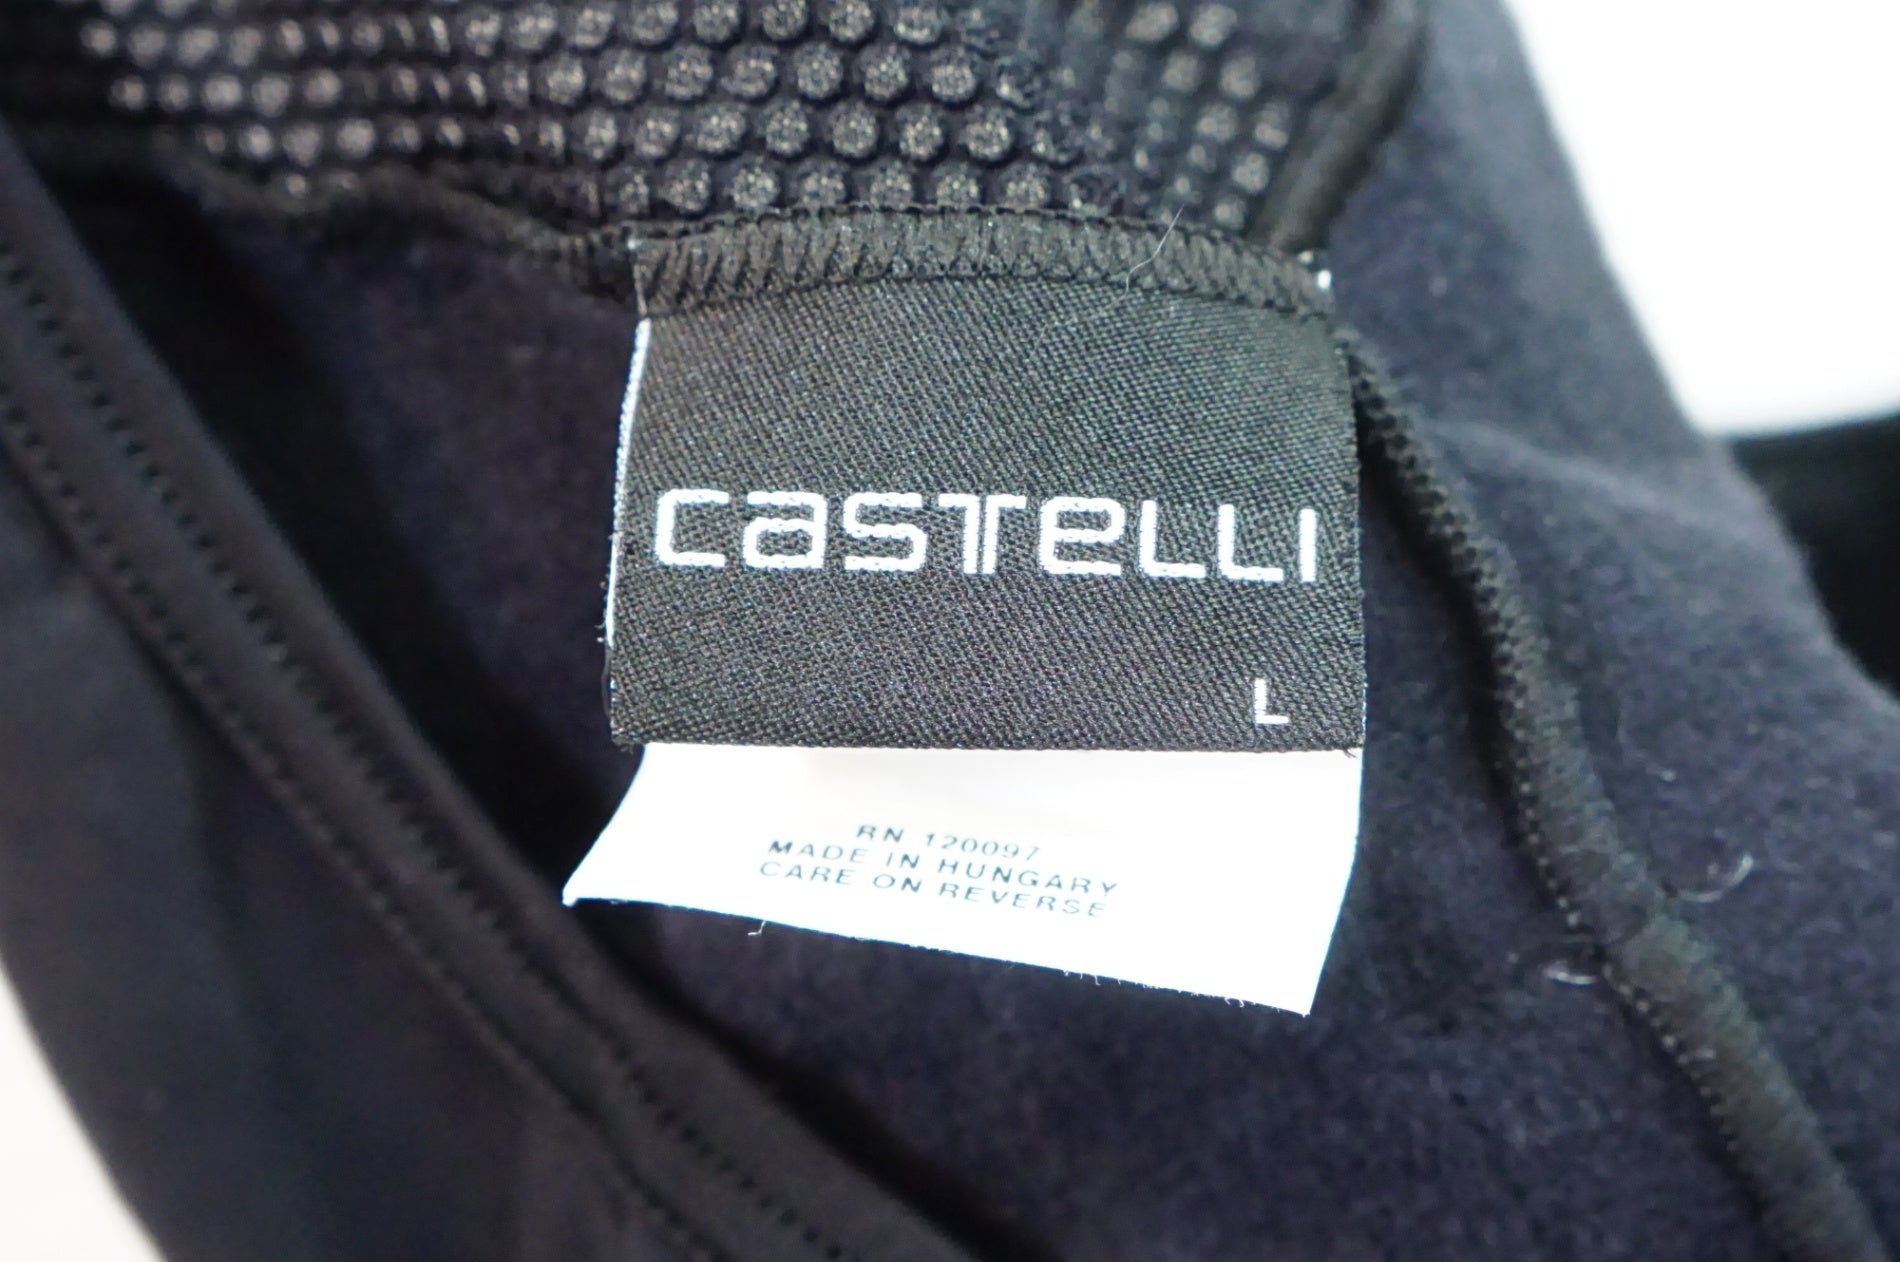 castelli
L
RN 120097
MADE IN HUNGARY
CARE ON REVERSE